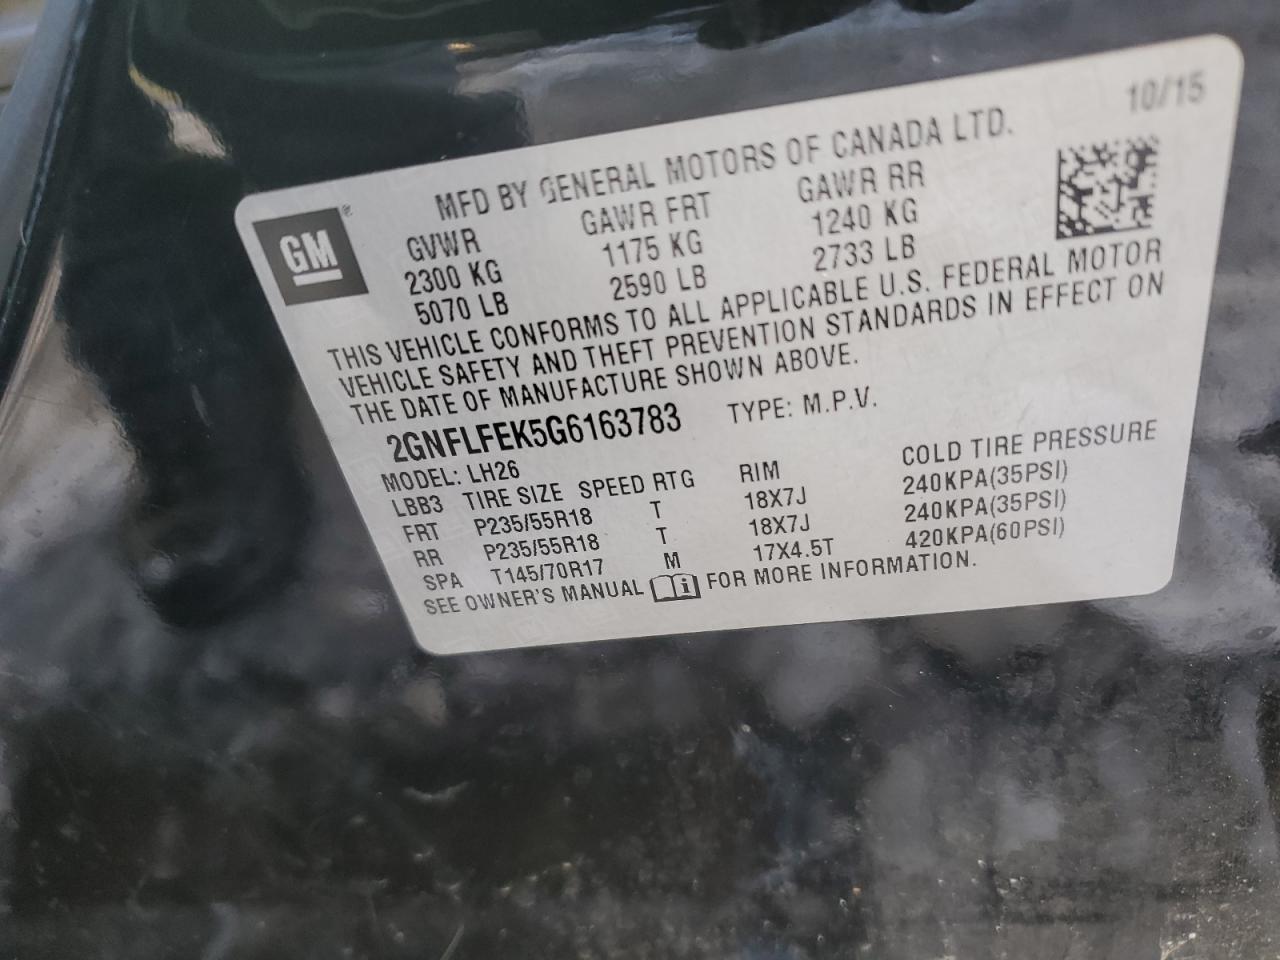 10/15
MFD BY GENERAL MOTORS OF CANADA LTD.
GM®
GVWR GAWR FRT GAWR RR
2300 KG 1175 KG 1240 KG
5070 LB 2590 LB 2733 LB
THIS VEHICLE CONFORMS TO ALL APPLICABLE U.S. FEDERAL MOTOR
VEHICLE SAFETY AND THEFT PREVENTION STANDARDS IN EFFECT ON
THE DATE OF MANUFACTURE SHOWN ABOVE.
2GNFLFEK5G6163783 TYPE: M.P.V.
MODEL: LH26
LBB3 TIRE SIZE SPEED RTG RIM COLD TIRE PRESSURE
FRT P235/55R18 T 18X7J 240KPA(35PSI)
RR P235/55R18 T 18X7J 240KPA(35PSI)
SPA T145/70R17 M 17X4.5T 420KPA(60PSI)
SEE OWNER'S MANUAL i FOR MORE INFORMATION.